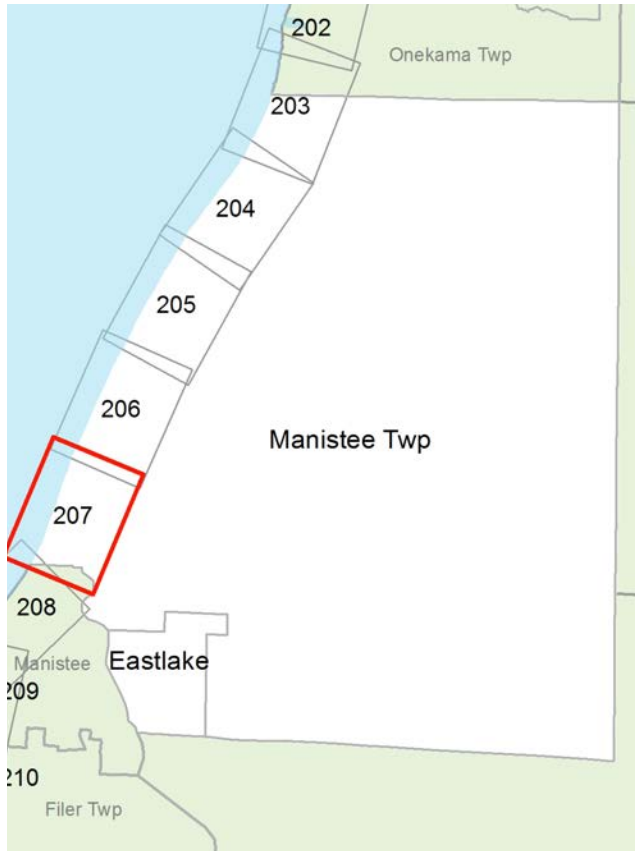 202
Onekama Twp
203
204
205
206
Manistee Twp
207
208
Manistee
Eastlake
209
210
Filer Twp